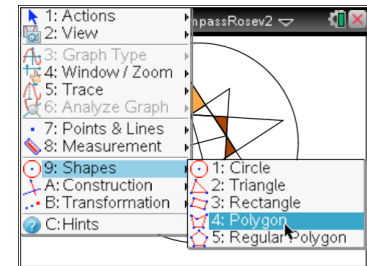 1: Actions
npassRosev2
2: View
3: Graph Type
4: Window / Zoom
5: Trace
6: Analyze Graph
7: Points & Lines
8: Measurement
9: Shapes
A: Construction
B: Transformation
C: Hints
1: Circle
2: Triangle
3: Rectangle
4: Polygon
5: Regular Polygon